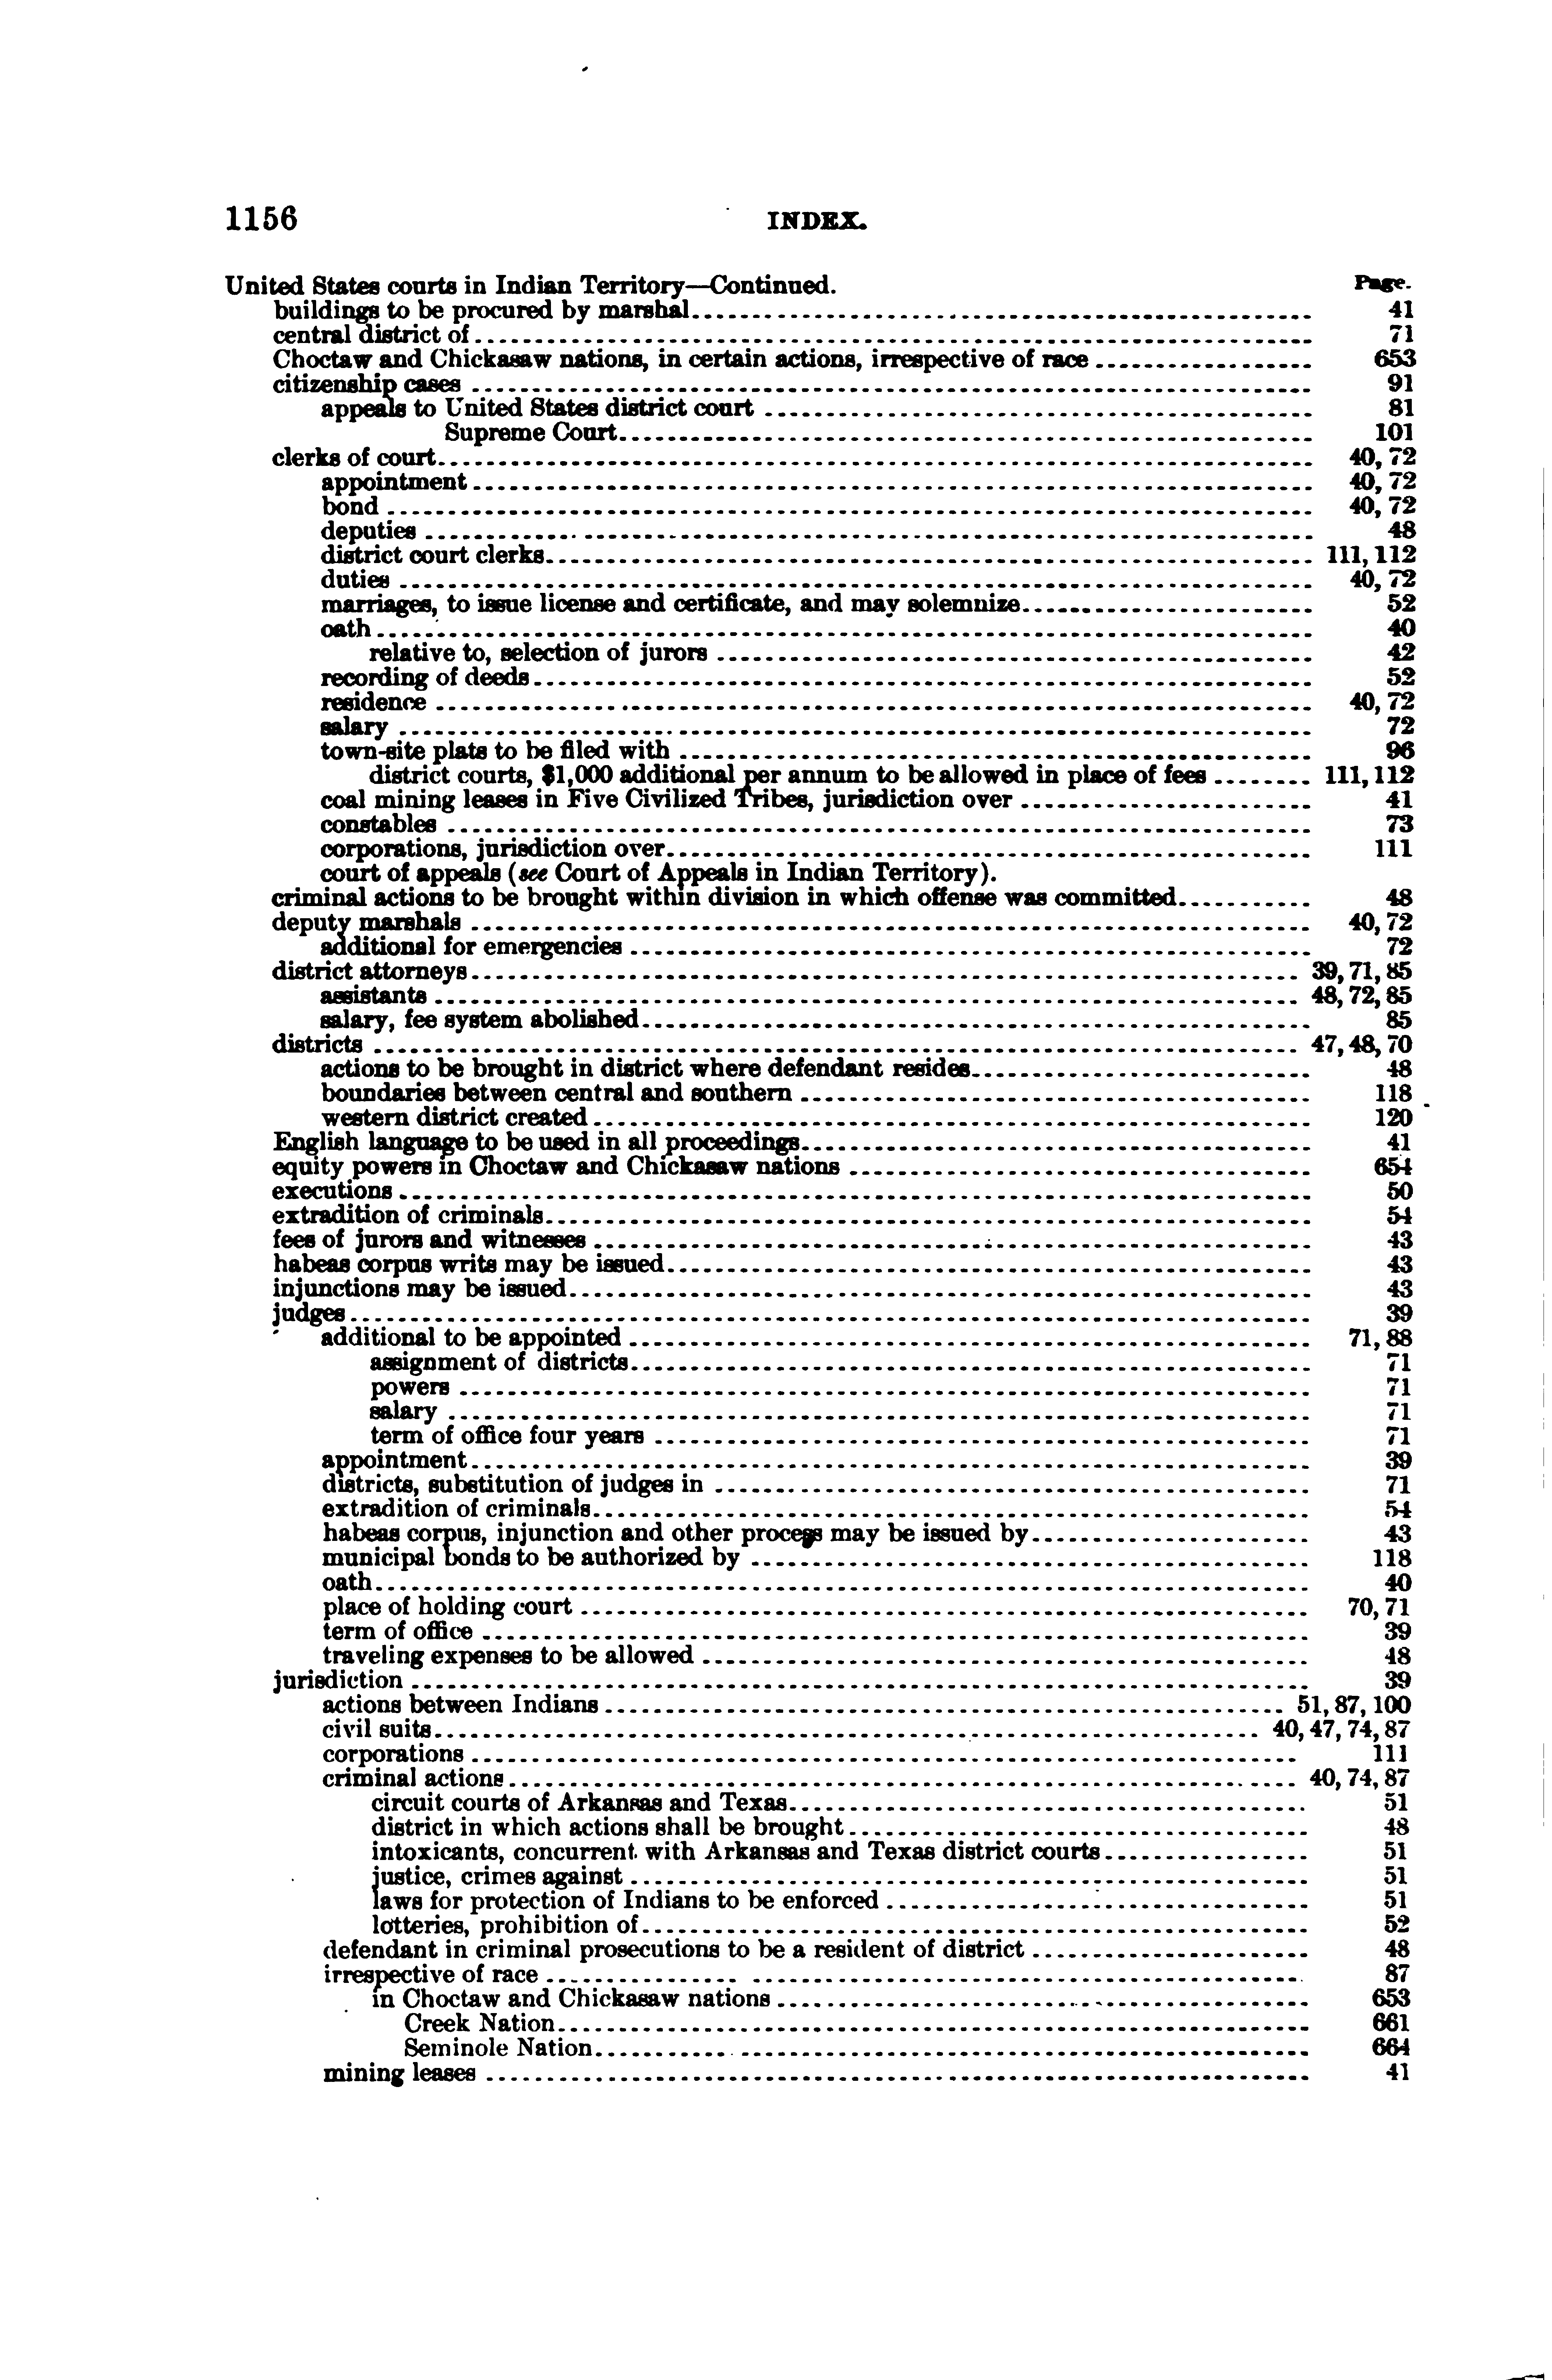 1156 INDEX.
United States courts in Indian Territory—Continued. Page.
buildings to be procured by marshal 41
central district of 71
Choctaw and Chickasaw nations, in certain actions, irrespective of race 653
citizenship cases 91
appeals to United States district court 81
Supreme Court 101
clerks of court 40, 72
appointment 40, 72
bond 40, 72
deputies 48
district court clerks 111, 112
duties 40, 72
marriages, to issue license and certificate, and may solemnize 52
oath 40
relative to, selection of jurors 42
recording of deeds 52
residence 40, 72
salary 72
town-site plats to be filed with 96
district courts, $1,000 additional per annum to be allowed in place of fees 111, 112
coal mining leases in Five Civilized Tribes, jurisdiction over 41
constables 73
corporations, jurisdiction over 111
court of appeals (see Court of Appeals in Indian Territory).
criminal actions to be brought within division in which offense was committed 48
deputy marshals 40, 72
additional for emergencies 72
district attorneys 39, 71, 85
assistants 48, 72, 85
salary, fee system abolished 85
districts 47, 48, 70
actions to be brought in district where defendant resides 48
boundaries between central and southern 118
western district created 120
English language to be used in all proceedings 41
equity powers in Choctaw and Chickasaw nations 654
executions 50
extradition of criminals 54
fees of jurors and witnesses 43
habeas corpus writs may be issued 43
injunctions may be issued 43
judges 39
additional to be appointed 71, 88
assignment of districts 71
powers 71
salary 71
term of office four years 71
appointment 39
districts, substitution of judges in 71
extradition of criminals 54
habeas corpus, injunction and other process may be issued by 43
municipal bonds to be authorized by 118
oath 40
place of holding court 70, 71
term of office 39
traveling expenses to be allowed 48
jurisdiction 39
actions between Indians 51, 87, 100
civil suits 40, 47, 74, 87
corporations 111
criminal actions 40, 74, 87
circuit courts of Arkansas and Texas 51
district in which actions shall be brought 48
intoxicants, concurrent with Arkansas and Texas district courts 51
justice, crimes against 51
laws for protection of Indians to be enforced 51
lotteries, prohibition of 52
defendant in criminal prosecutions to be a resident of district 48
irrespective of race 87
in Choctaw and Chickasaw nations 653
Creek Nation 661
Seminole Nation 664
mining leases 41